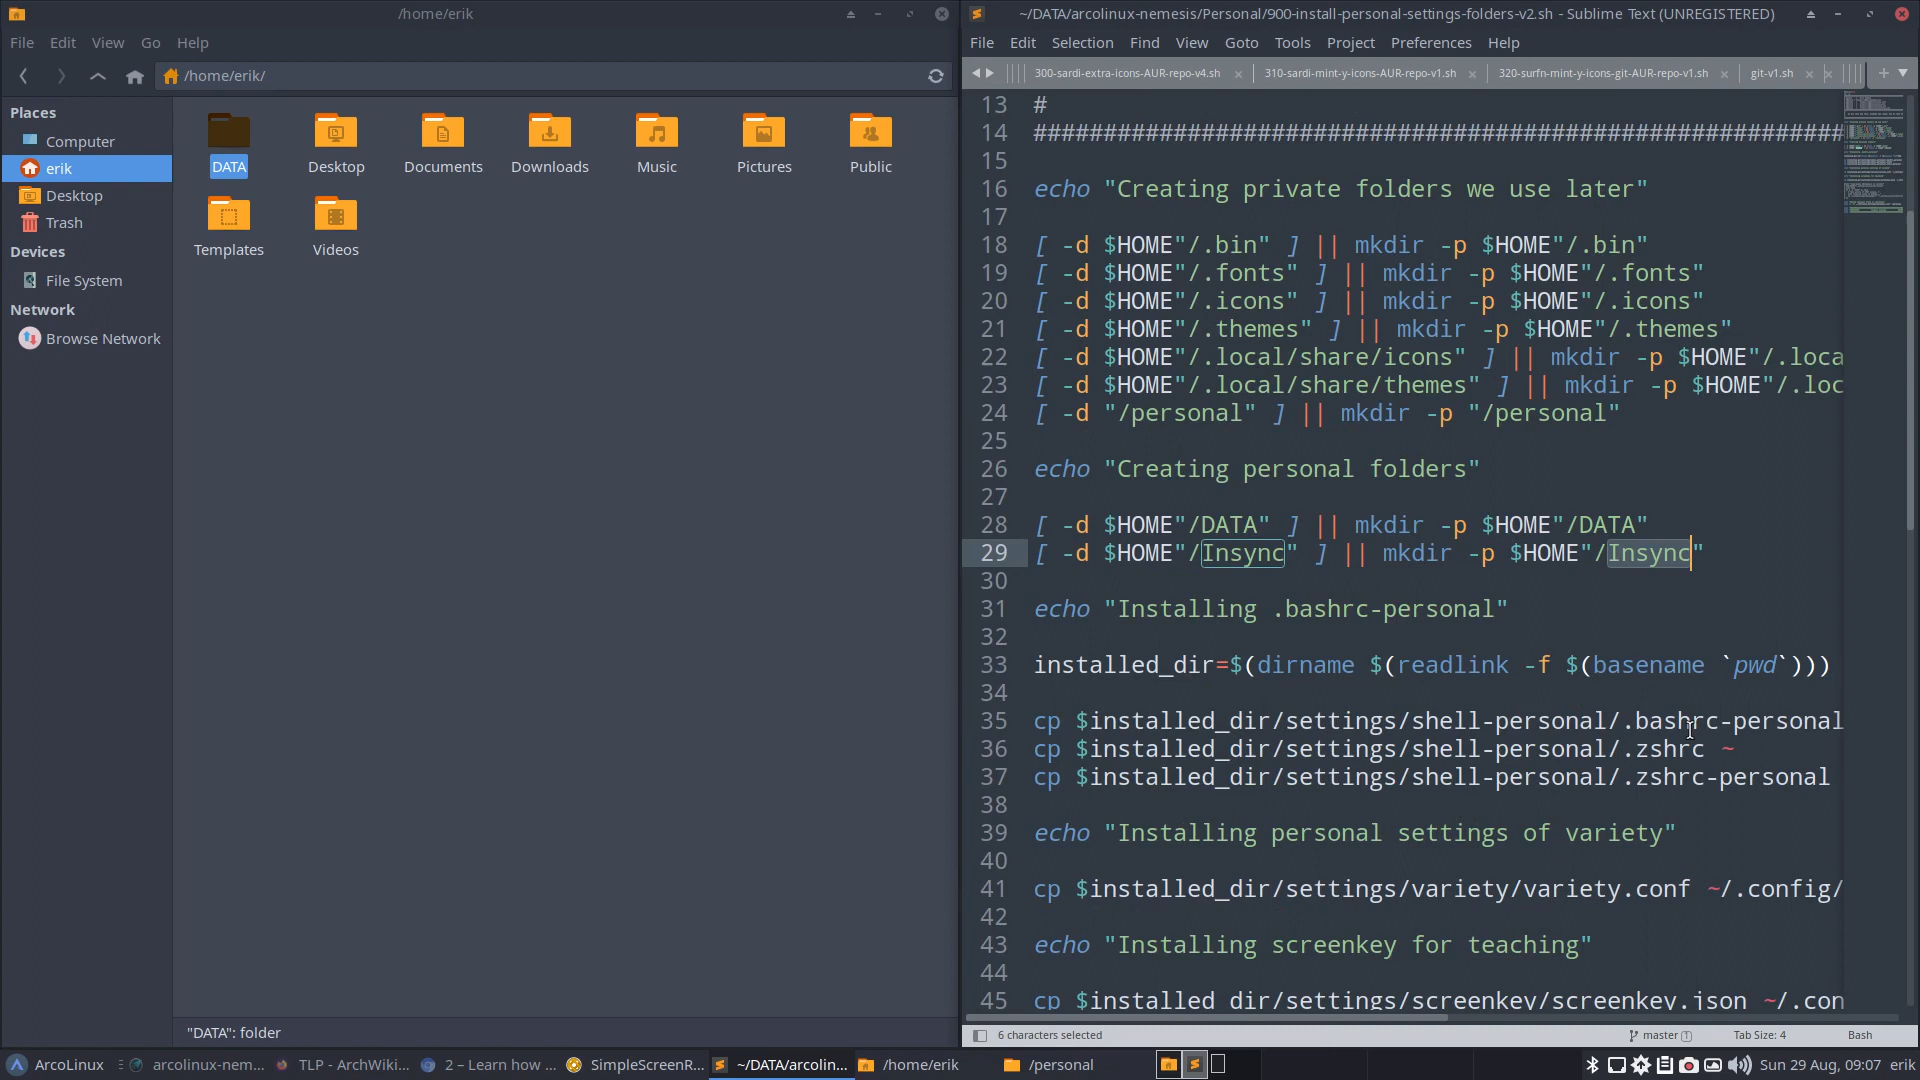 /home/erik
File Edit View Go Help
/home/erik/
Places
Computer
erik
Desktop
Trash
Devices
File System
Network
Browse Network
DATA
Desktop
Documents
Downloads
Music
Pictures
Public
Templates
Videos
"DATA": folder
~/DATA/arcolinux-nemesis/Personal/900-install-personal-settings-folders-v2.sh - Sublime Text (UNREGISTERED)
File Edit Selection Find View Goto Tools Project Preferences Help
300-sardi-extra-icons-AUR-repo-v4.sh
310-sardi-mint-y-icons-AUR-repo-v1.sh
320-surfn-mint-y-icons-git-AUR-repo-v1.sh
git-v1.sh
13 #
14 ##########################################################
15
16 echo "Creating private folders we use later"
17
18 [ -d $HOME"/.bin" ] || mkdir -p $HOME"/.bin"
19 [ -d $HOME"/.fonts" ] || mkdir -p $HOME"/.fonts"
20 [ -d $HOME"/.icons" ] || mkdir -p $HOME"/.icons"
21 [ -d $HOME"/.themes" ] || mkdir -p $HOME"/.themes"
22 [ -d $HOME"/.local/share/icons" ] || mkdir -p $HOME"/.loca
23 [ -d $HOME"/.local/share/themes" ] || mkdir -p $HOME"/.loc
24 [ -d "/personal" ] || mkdir -p "/personal"
25
26 echo "Creating personal folders"
27
28 [ -d $HOME"/DATA" ] || mkdir -p $HOME"/DATA"
29 [ -d $HOME"/Insync" ] || mkdir -p $HOME"/Insync"
30
31 echo "Installing .bashrc-personal"
32
33 installed_dir=$(dirname $(readlink -f $(basename `pwd`)))
34
35 cp $installed_dir/settings/shell-personal/.bashrc-personal
36 cp $installed_dir/settings/shell-personal/.zshrc ~
37 cp $installed_dir/settings/shell-personal/.zshrc-personal
38
39 echo "Installing personal settings of variety"
40
41 cp $installed_dir/settings/variety/variety.conf ~/.config/
42
43 echo "Installing screenkey for teaching"
44
45 cp $installed_dir/settings/screenkey/screenkey.json ~/.con
6 characters selected
master 1
Tab Size: 4
Bash
ArcoLinux
arcolinux-nem...
TLP - ArchWiki...
2 – Learn how ...
SimpleScreenR...
~/DATA/arcolin...
/home/erik
/personal
Sun 29 Aug, 09:07 erik